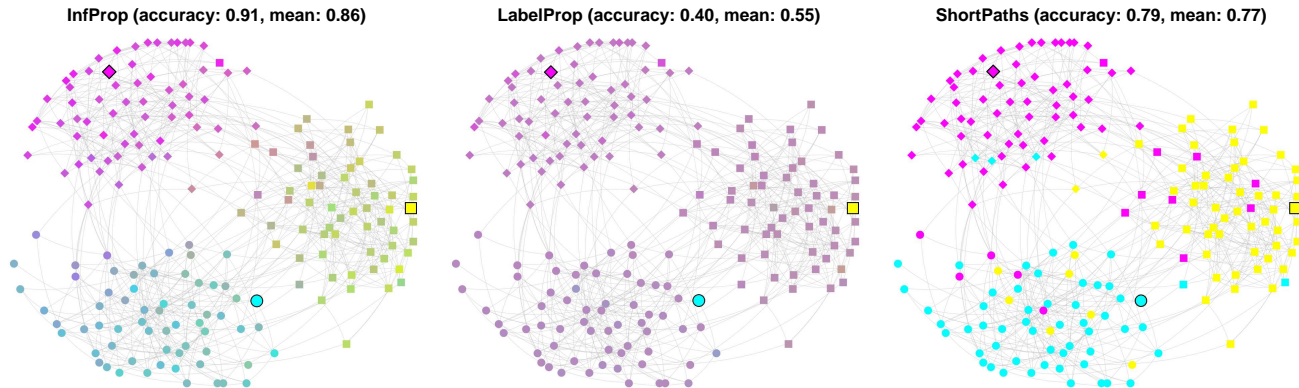 InfProp (accuracy: 0.91, mean: 0.86)
LabelProp (accuracy: 0.40, mean: 0.55)
ShortPaths (accuracy: 0.79, mean: 0.77)